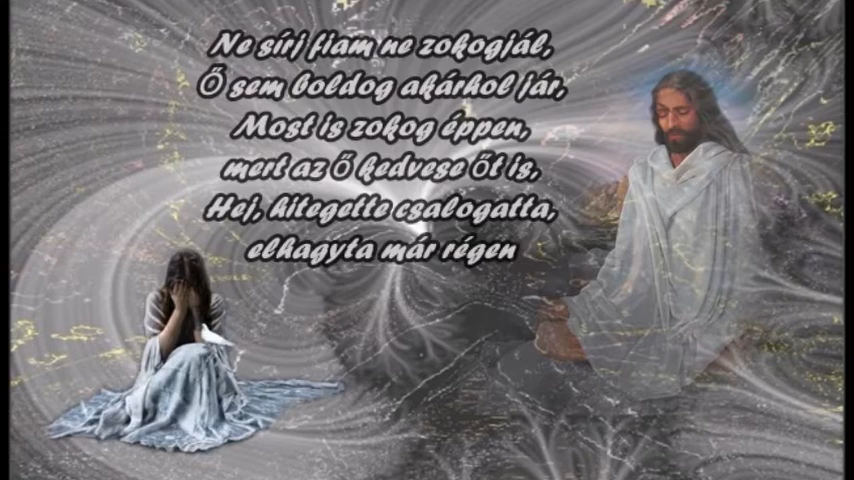 Ne sírj fiam ne zokogjál,
Ő sem boldog akárhol jár,
Most is zokog éppen,
mert az ő kedvese őt is,
Hej, hitegette csalogatta,
elhagyta már régen